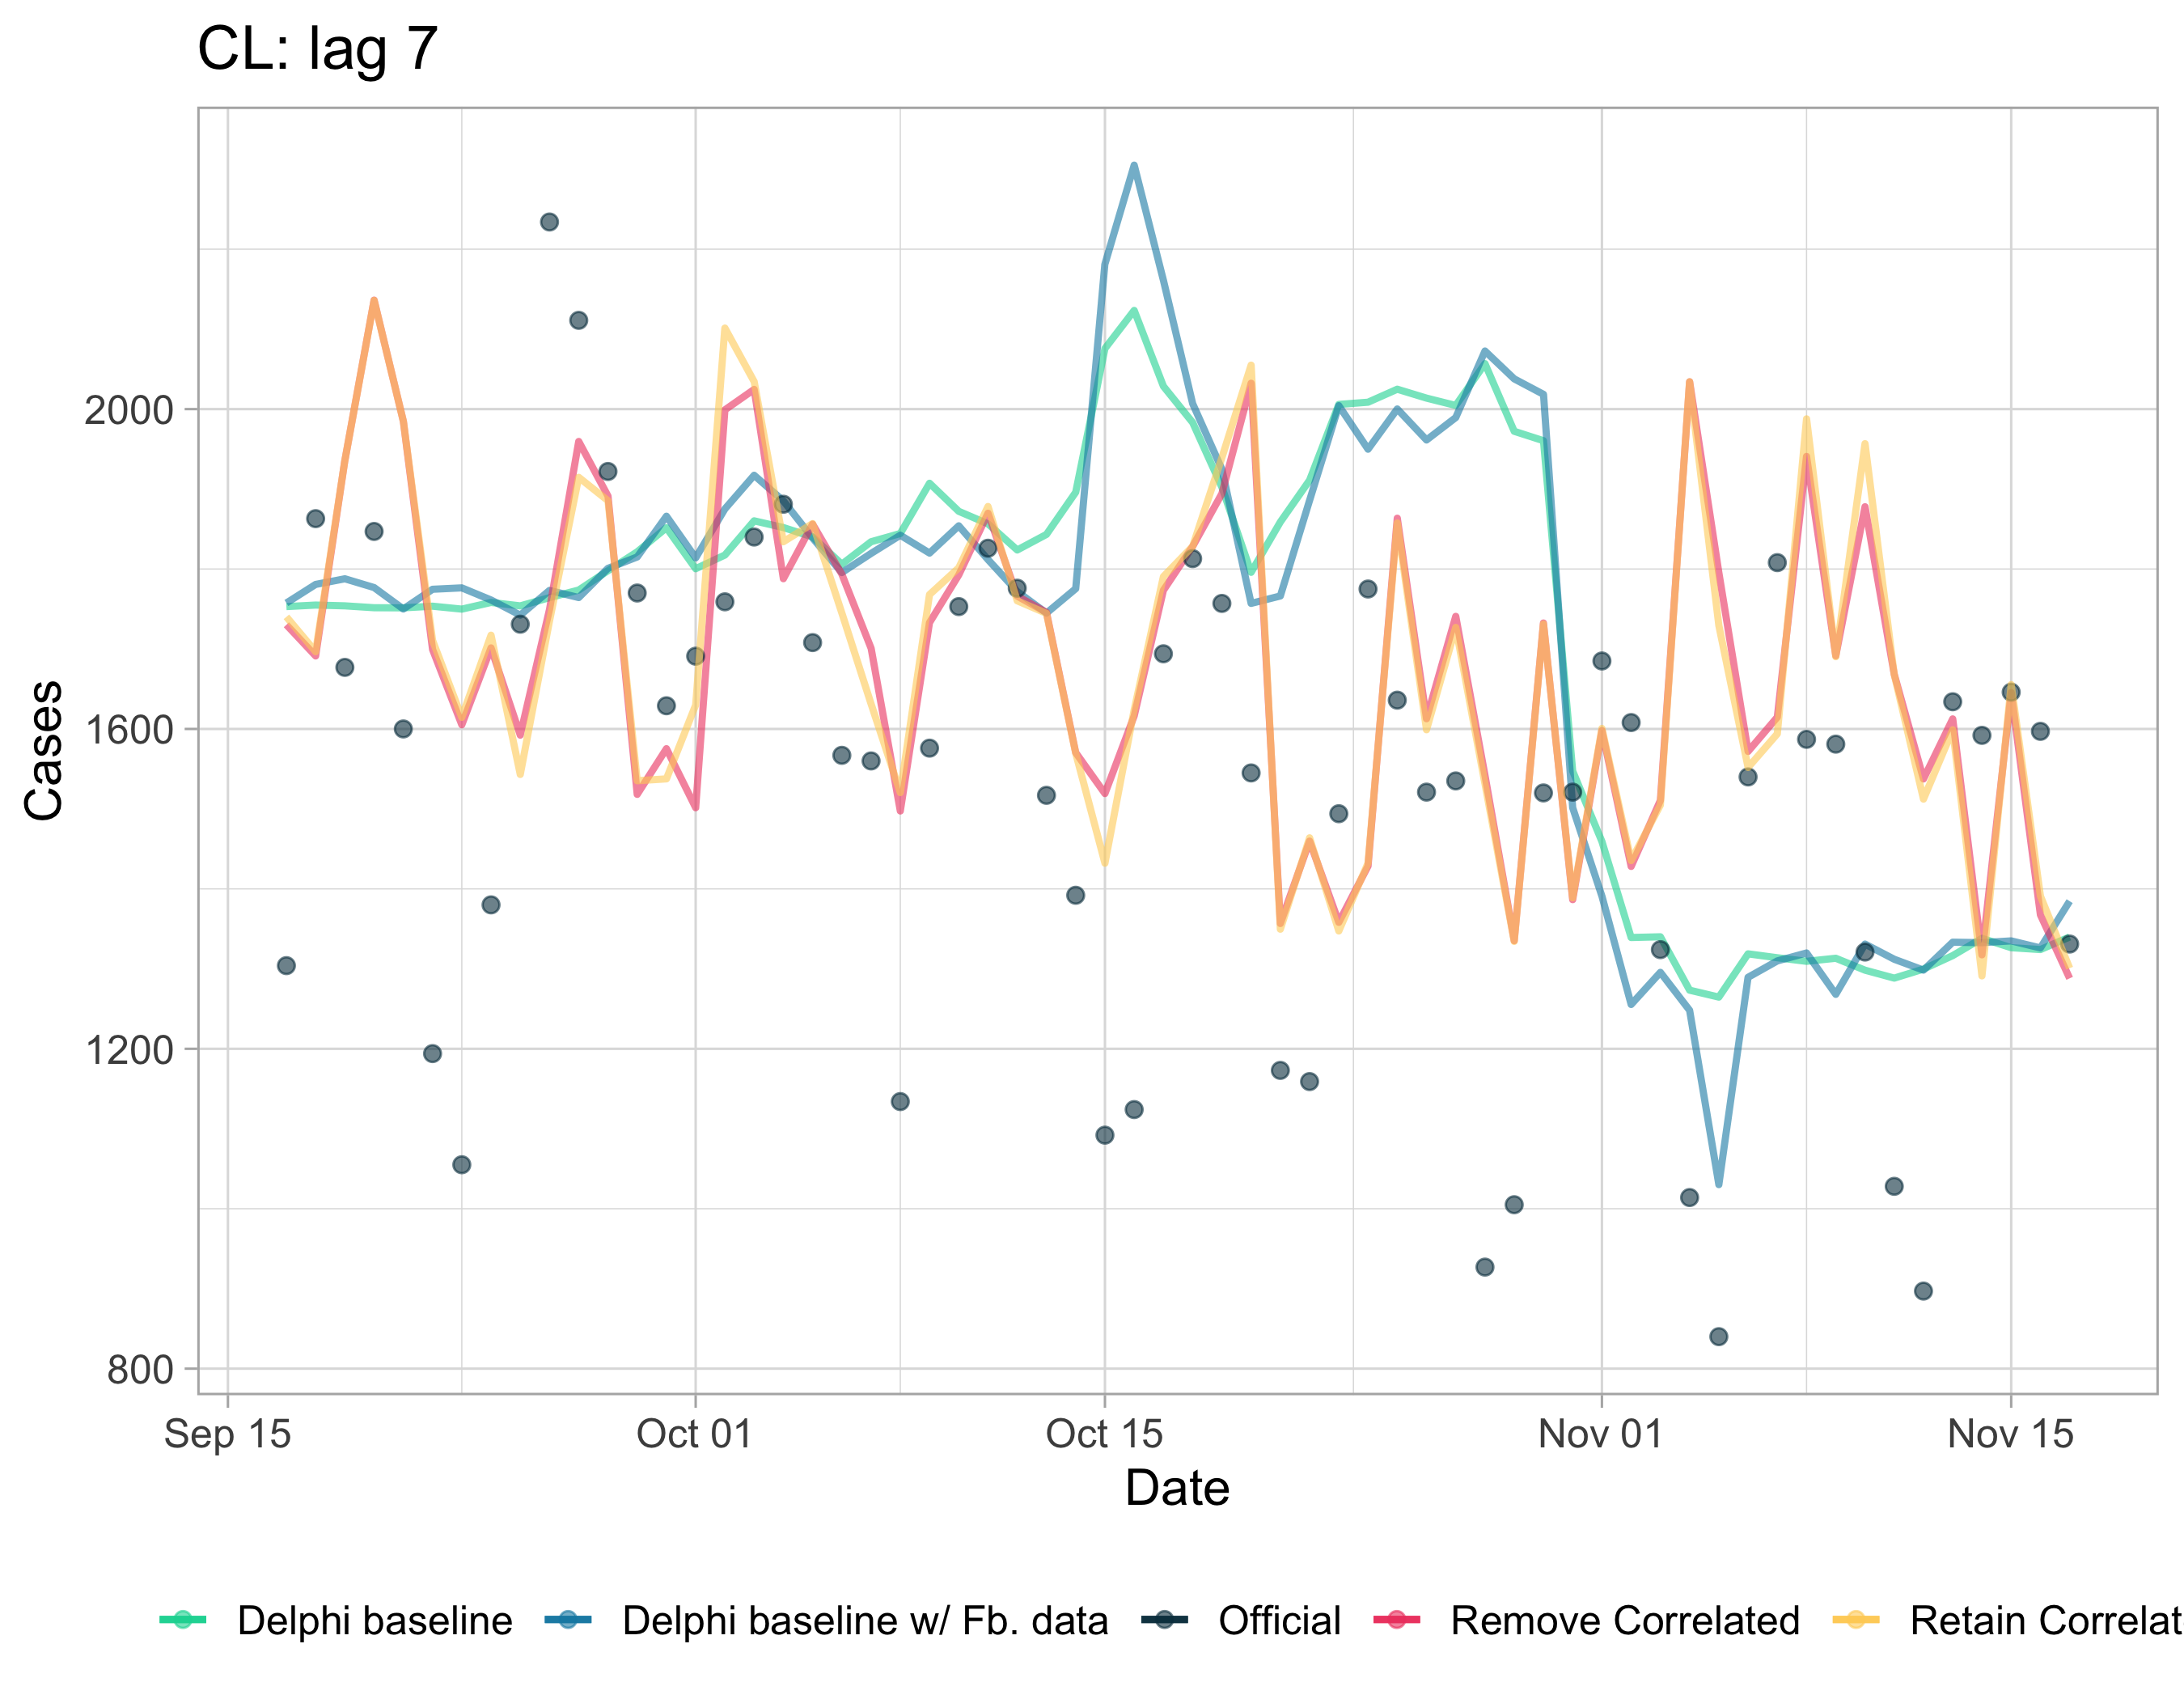 CL: lag 7
Cases
2000
1600
1200
800
Sep 15 Oct 01 Oct 15 Nov 01 Nov 15
Date
Delphi baseline Delphi baseline w/ Fb. data Official Remove Correlated Retain Correlat